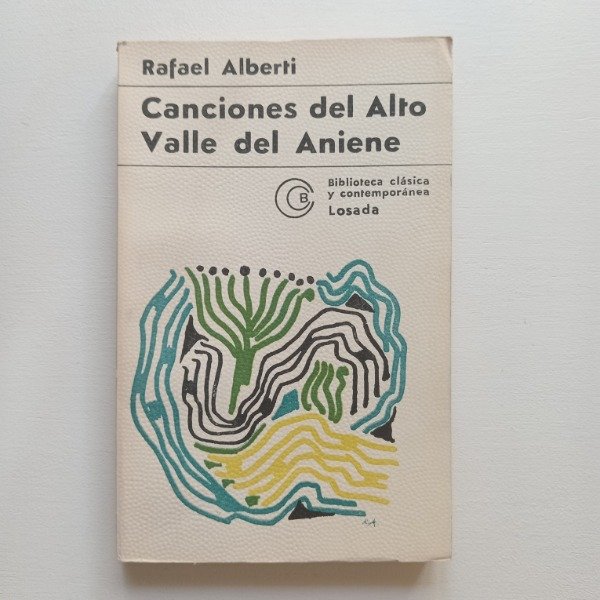 Rafael Alberti
Canciones del Alto
Valle del Aniene
B
Biblioteca clásica
y contemporánea
Losada